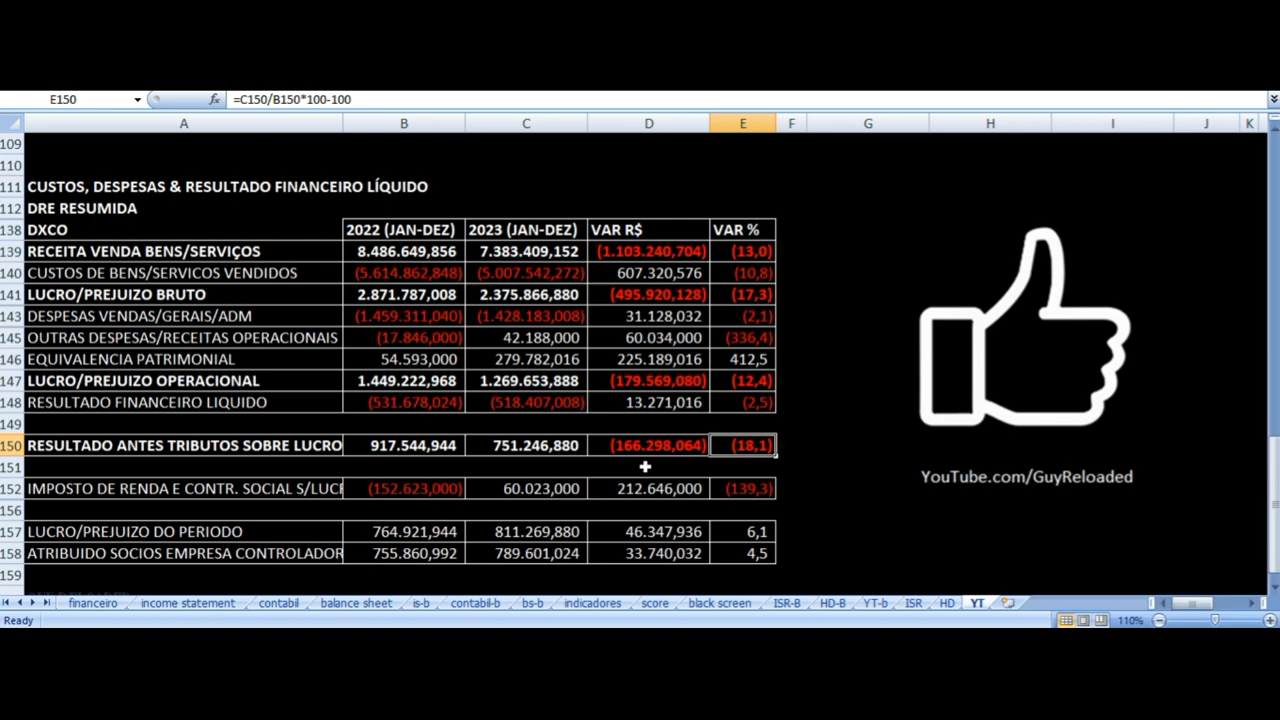 E150 fx =C150/B150*100-100
A B C D E F G H I J K
109
110
111 CUSTOS, DESPESAS & RESULTADO FINANCEIRO LÍQUIDO
112 DRE RESUMIDA
138 DXCO 2022 (JAN-DEZ) 2023 (JAN-DEZ) VAR R$ VAR %
139 RECEITA VENDA BENS/SERVIÇOS 8.486.649,856 7.383.409,152 (1.103.240,704) (13,0)
140 CUSTOS DE BENS/SERVICOS VENDIDOS (5.614.862,848) (5.007.542,272) 607.320,576 (10,8)
141 LUCRO/PREJUIZO BRUTO 2.871.787,008 2.375.866,880 (495.920,128) (17,3)
143 DESPESAS VENDAS/GERAIS/ADM (1.459.311,040) (1.428.183,008) 31.128,032 (2,1)
145 OUTRAS DESPESAS/RECEITAS OPERACIONAIS (17.846,000) 42.188,000 60.034,000 (336,4)
146 EQUIVALENCIA PATRIMONIAL 54.593,000 279.782,016 225.189,016 412,5
147 LUCRO/PREJUIZO OPERACIONAL 1.449.222,968 1.269.653,888 (179.569,080) (12,4)
148 RESULTADO FINANCEIRO LIQUIDO (531.678,024) (518.407,008) 13.271,016 (2,5)
149
150 RESULTADO ANTES TRIBUTOS SOBRE LUCRO 917.544,944 751.246,880 (166.298,064) (18,1)
151
YouTube.com/GuyReloaded
152 IMPOSTO DE RENDA E CONTR. SOCIAL S/LUCR (152.623,000) 60.023,000 212.646,000 (139,3)
156
157 LUCRO/PREJUIZO DO PERIODO 764.921,944 811.269,880 46.347,936 6,1
158 ATRIBUIDO SOCIOS EMPRESA CONTROLADOR 755.860,992 789.601,024 33.740,032 4,5
159
financeiro income statement contabil balance sheet is-b contabil-b bs-b indicadores score black screen ISR-B HD-B YT-b ISR HD YT
Ready 110%